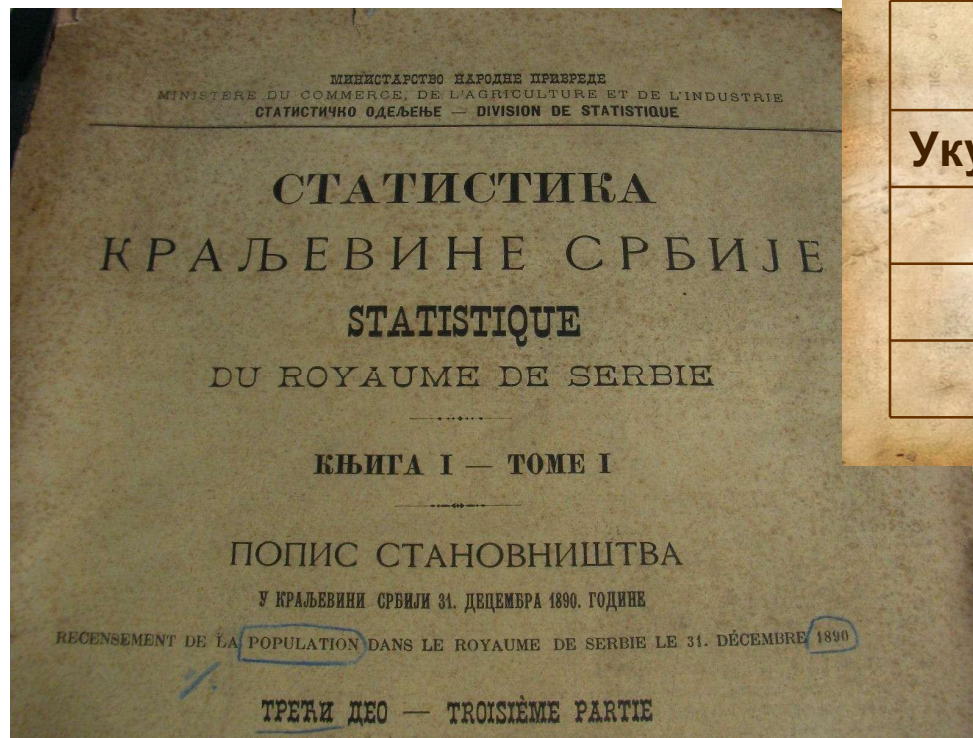 МИНИСТАРСТВО НАРОДНЕ ПРИВРЕДЕ
MINISTERE DU COMMERCE, DE L'AGRICULTURE ET DE L'INDUSTRIE
СТАТИСТИЧКО ОДЕЉЕЊЕ — DIVISION DE STATISTIQUE
СТАТИСТИКА
КРАЉЕВИНЕ СРБИЈЕ
STATISTIQUE
DU ROYAUME DE SERBIE
КЊИГА I — TOME I
ПОПИС СТАНОВНИШТВА
У КРАЉЕВИНИ СРБИЈИ 31. ДЕЦЕМБРА 1890. ГОДИНЕ
RECENSEMENT DE LA POPULATION DANS LE ROYAUME DE SERBIE LE 31. DÉCEMBRE 1890
ТРЕЋИ ДЕО — TROISIÈME PARTIE